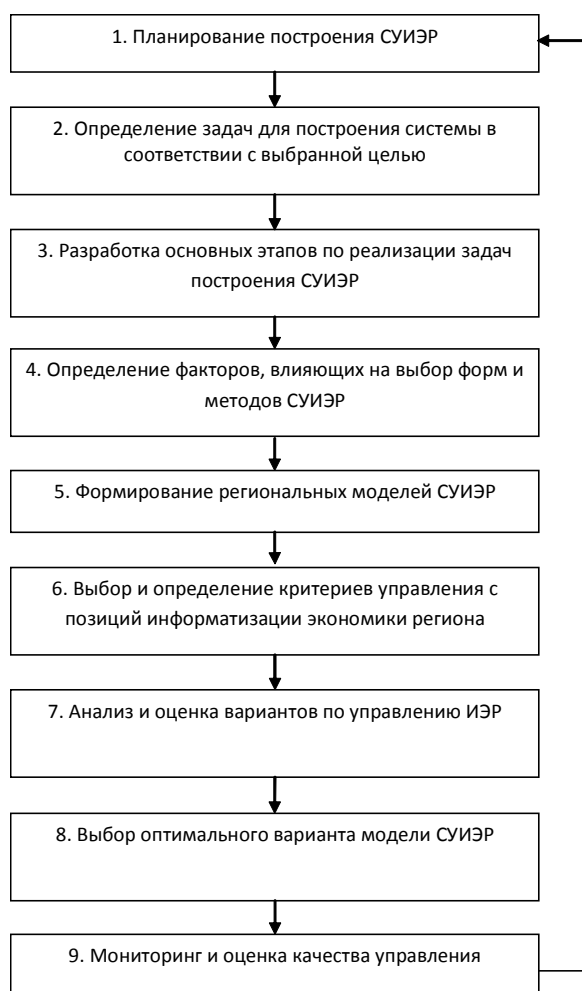 1. Планирование построения СУИЭР
2. Определение задач для построения системы в
соответствии с выбранной целью
3. Разработка основных этапов по реализации задач
построения СУИЭР
4. Определение факторов, влияющих на выбор форм и
методов СУИЭР
5. Формирование региональных моделей СУИЭР
6. Выбор и определение критериев управления с
позиций информатизации экономики региона
7. Анализ и оценка вариантов по управлению ИЭР
8. Выбор оптимального варианта модели СУИЭР
9. Мониторинг и оценка качества управления